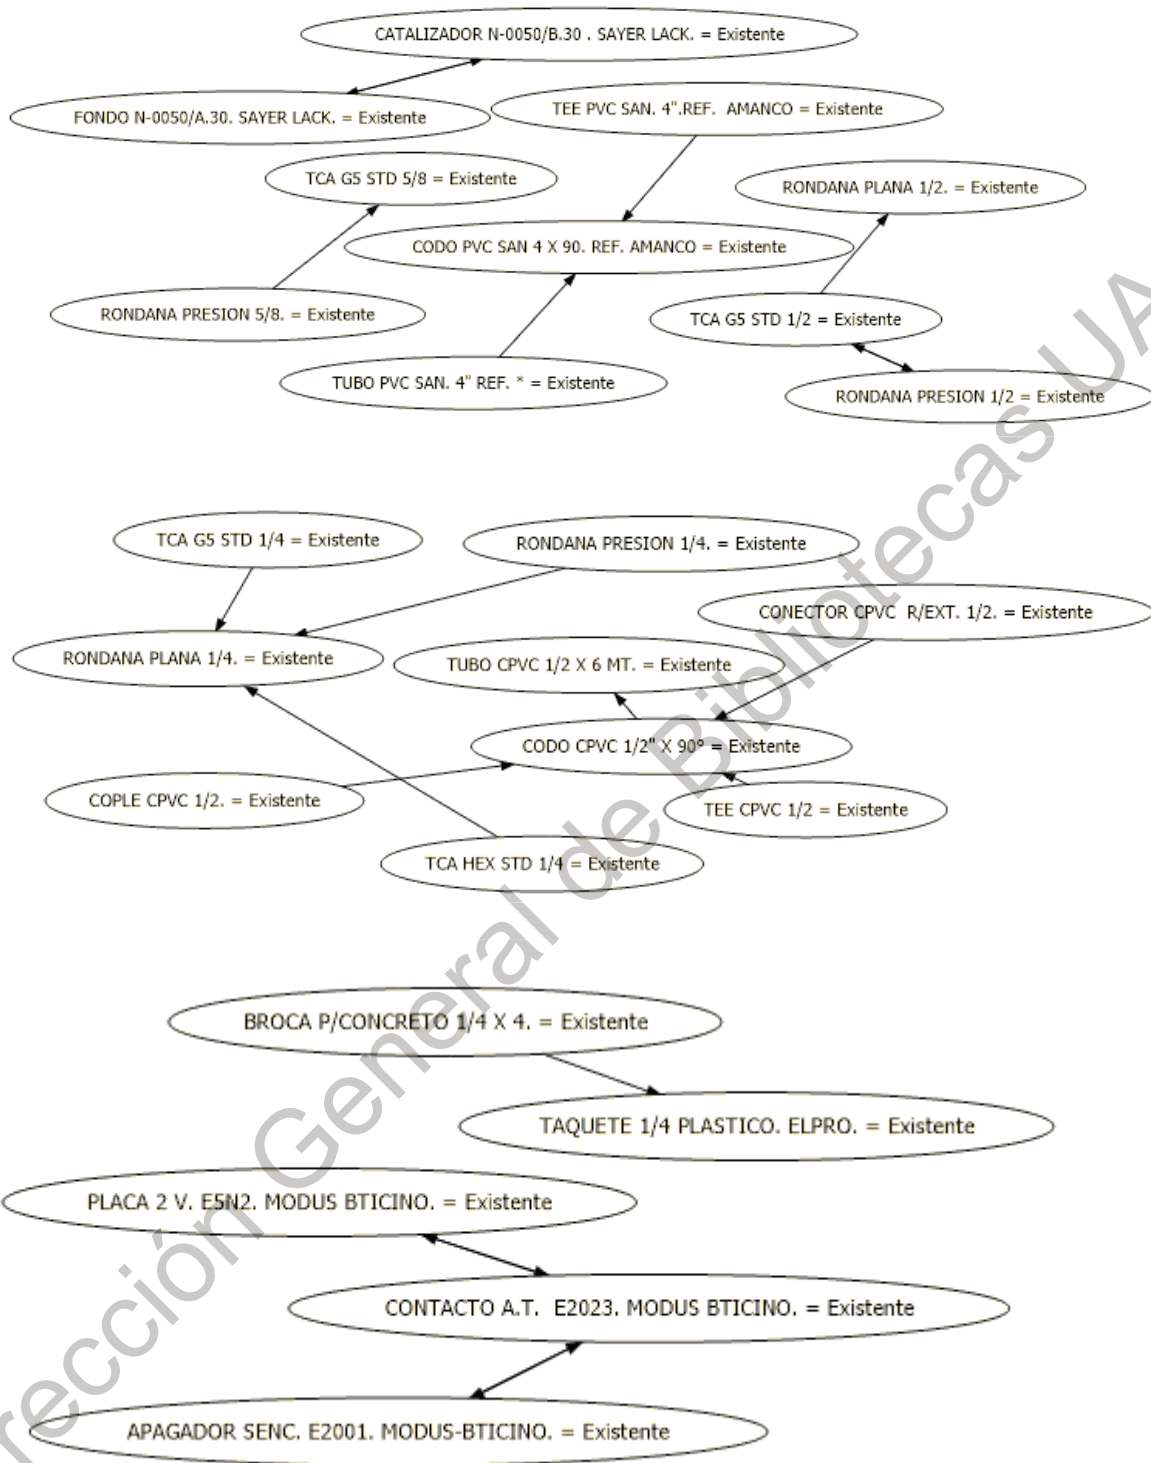 CATALIZADOR N-0050/B.30 . SAYER LACK. = Existente
FONDO N-0050/A.30. SAYER LACK. = Existente
TEE PVC SAN. 4".REF. AMANCO = Existente
TCA G5 STD 5/8 = Existente
RONDANA PLANA 1/2. = Existente
CODO PVC SAN 4 X 90. REF. AMANCO = Existente
RONDANA PRESION 5/8. = Existente
TCA G5 STD 1/2 = Existente
TUBO PVC SAN. 4" REF. * = Existente
RONDANA PRESION 1/2 = Existente
TCA G5 STD 1/4 = Existente
RONDANA PRESION 1/4. = Existente
CONECTOR CPVC R/EXT. 1/2. = Existente
RONDANA PLANA 1/4. = Existente
TUBO CPVC 1/2 X 6 MT. = Existente
CODO CPVC 1/2" X 90° = Existente
COPLE CPVC 1/2. = Existente
TEE CPVC 1/2 = Existente
TCA HEX STD 1/4 = Existente
BROCA P/CONCRETO 1/4 X 4. = Existente
TAQUETE 1/4 PLASTICO. ELPRO. = Existente
PLACA 2 V. E5N2. MODUS BTICINO. = Existente
CONTACTO A.T. E2023. MODUS BTICINO. = Existente
APAGADOR SENC. E2001. MODUS-BTICINO. = Existente
rección General de Bibliotecas UA